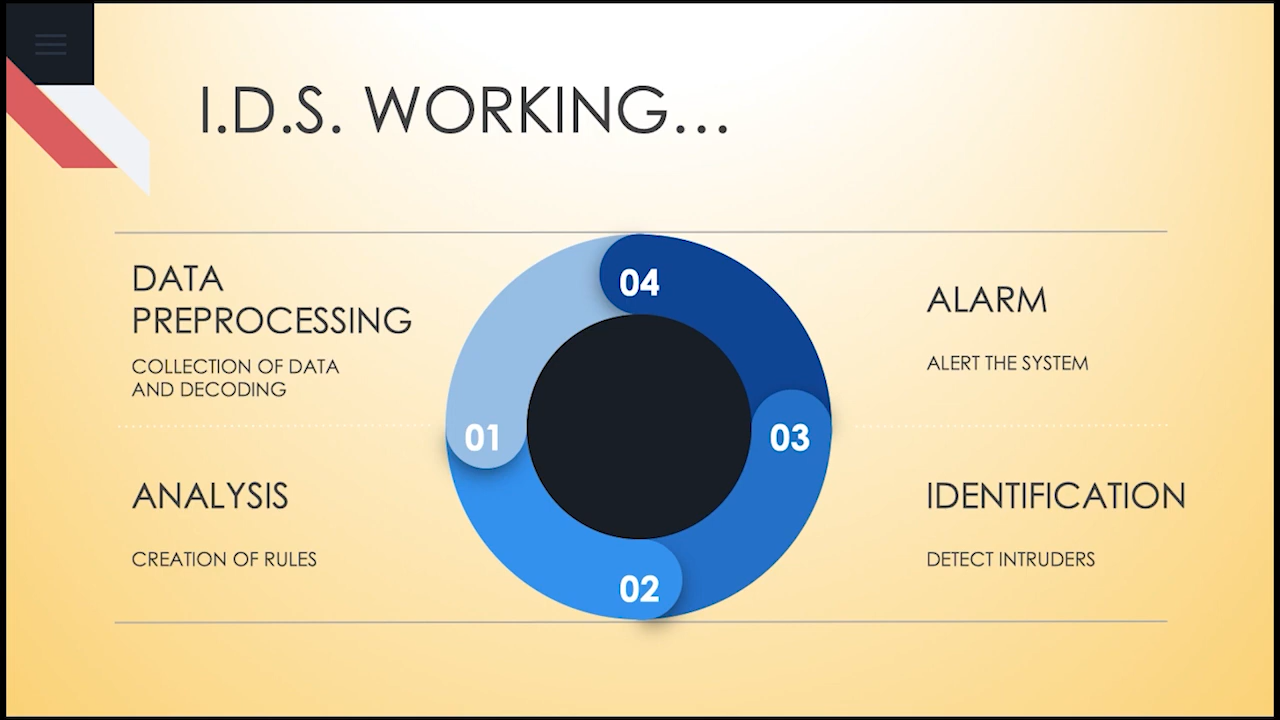 I.D.S. WORKING...
DATA
PREPROCESSING
COLLECTION OF DATA
AND DECODING
ANALYSIS
CREATION OF RULES
04
01
03
02
ALARM
ALERT THE SYSTEM
IDENTIFICATION
DETECT INTRUDERS